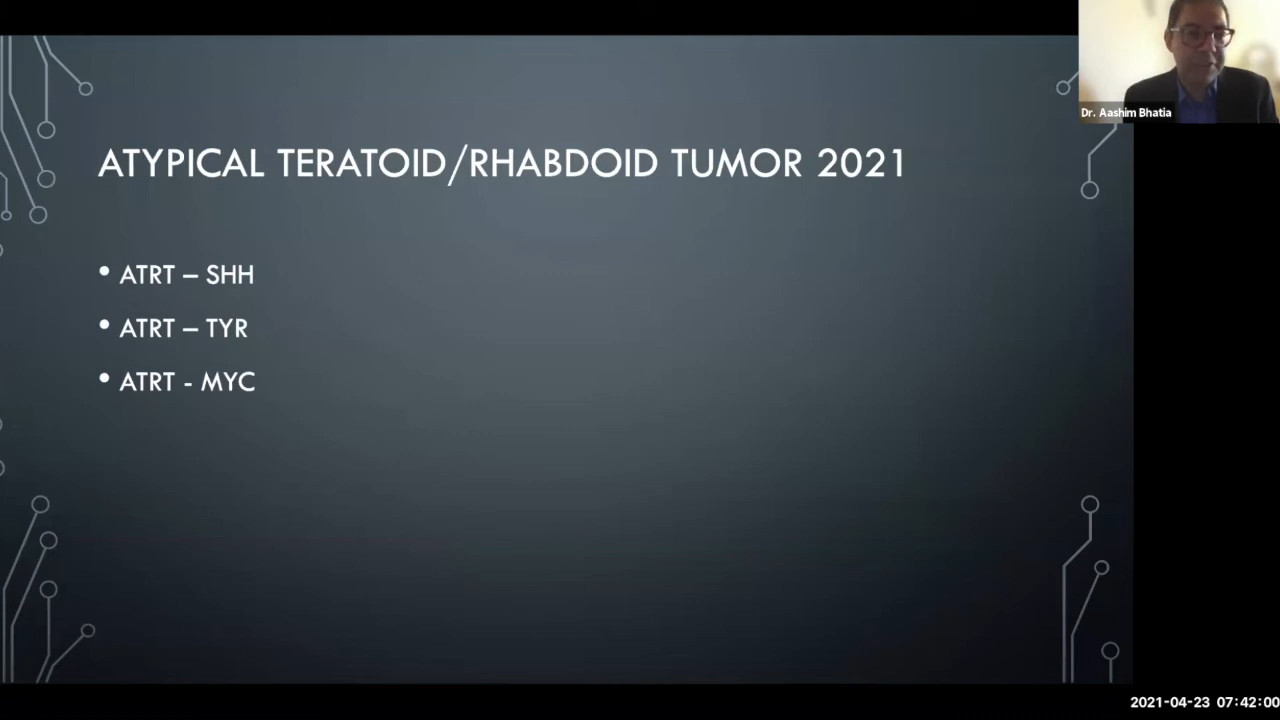 Dr. Aashim Bhatia
ATYPICAL TERATOID/RHABDOID TUMOR 2021
• ATRT – SHH
• ATRT – TYR
• ATRT - MYC
2021-04-23 07:42:00